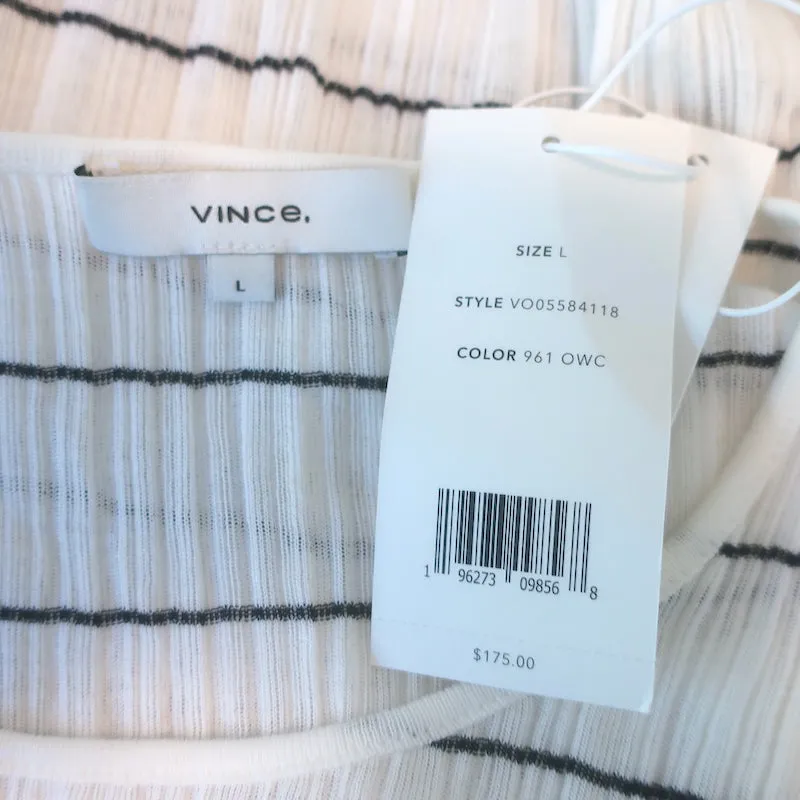 VINCE.
L
SIZE L
STYLE VO05584118
COLOR 961 OWC
1 96273 09856 8
$175.00